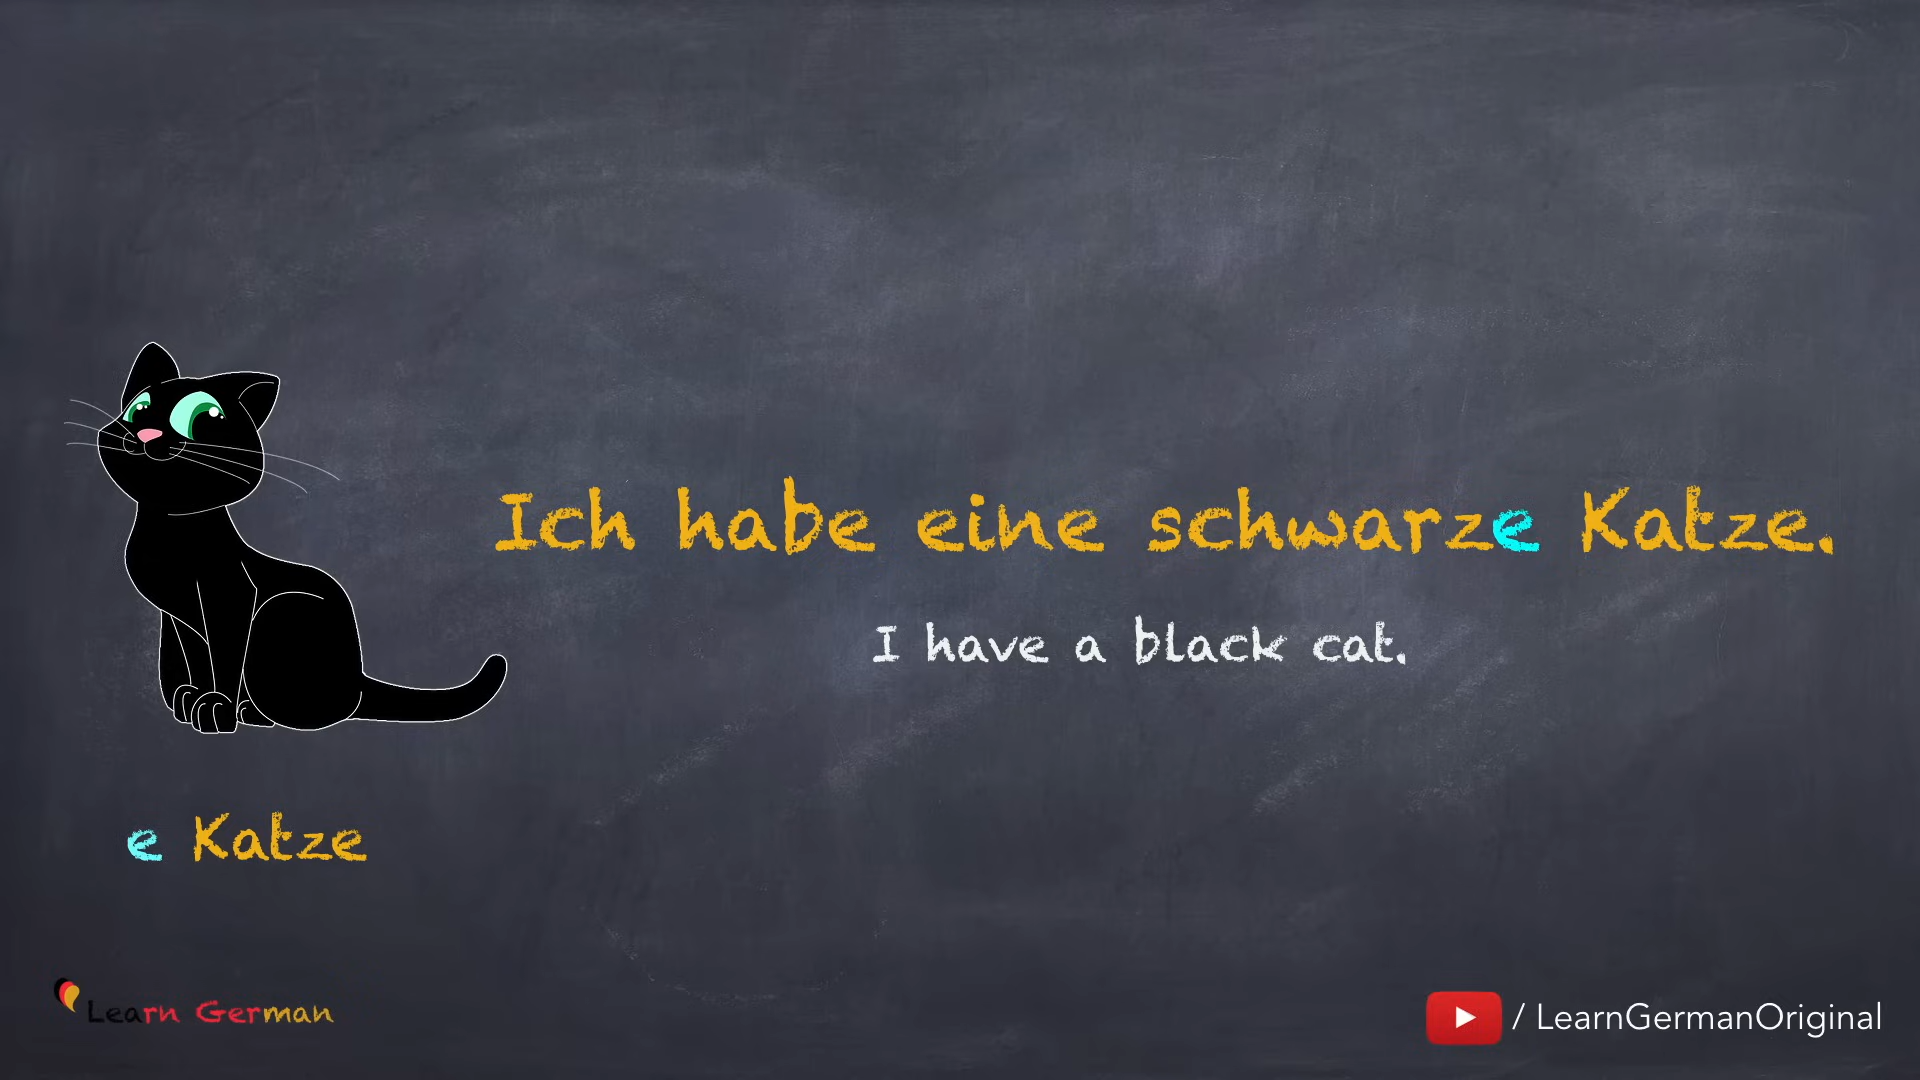 Ich habe eine schwarze Katze.
I have a black cat.
e Katze
Learn German
/ LearnGermanOriginal